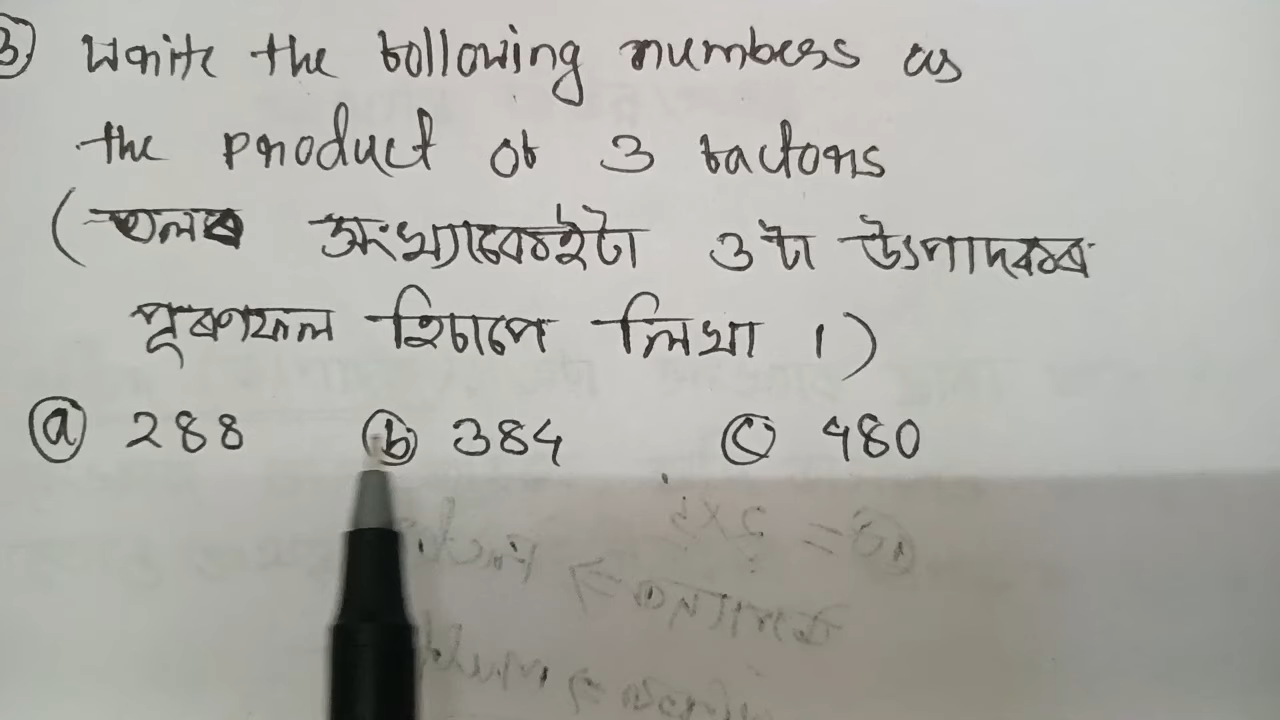 3) Write the following numbers as
the product of 3 factors
(তলৰ সংখ্যাকেইটা ৩টা উৎপাদকৰ
পূৰণফল হিচাপে লিখা ।)
(a) 288 (b) 384 (c) 480